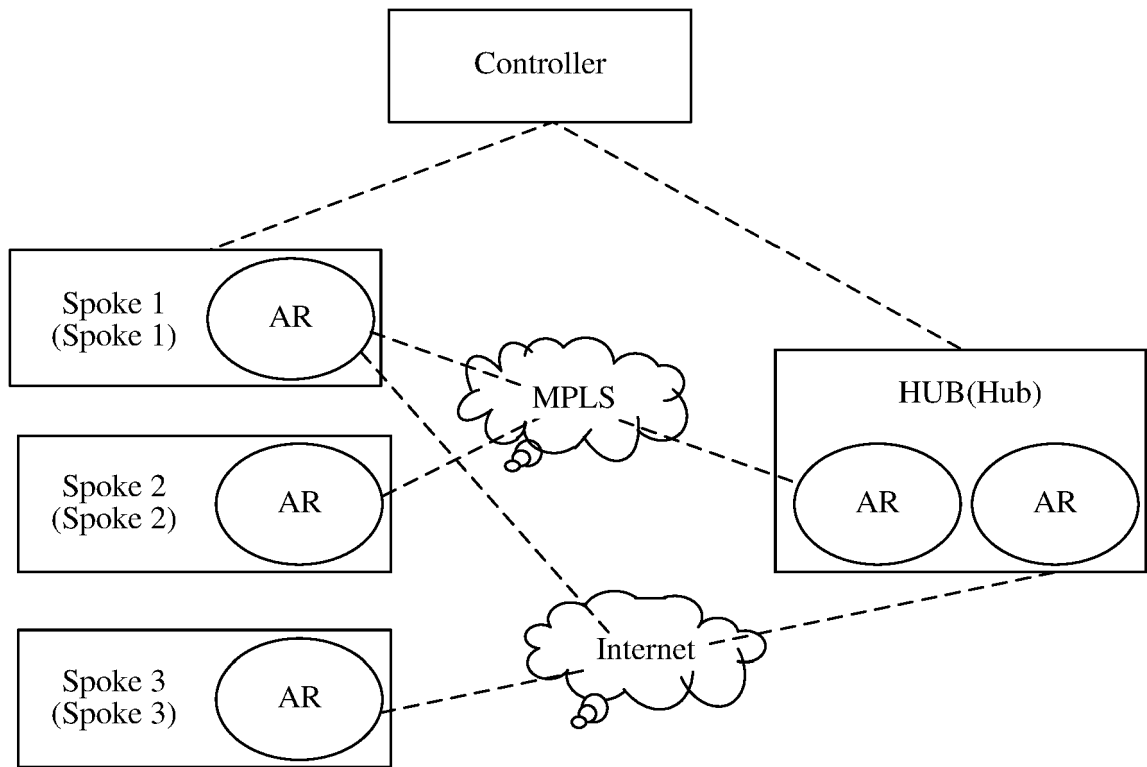 Controller
Spoke 1
(Spoke 1)
AR
MPLS
HUB(Hub)
Spoke 2
(Spoke 2)
AR
AR
AR
Internet
Spoke 3
(Spoke 3)
AR